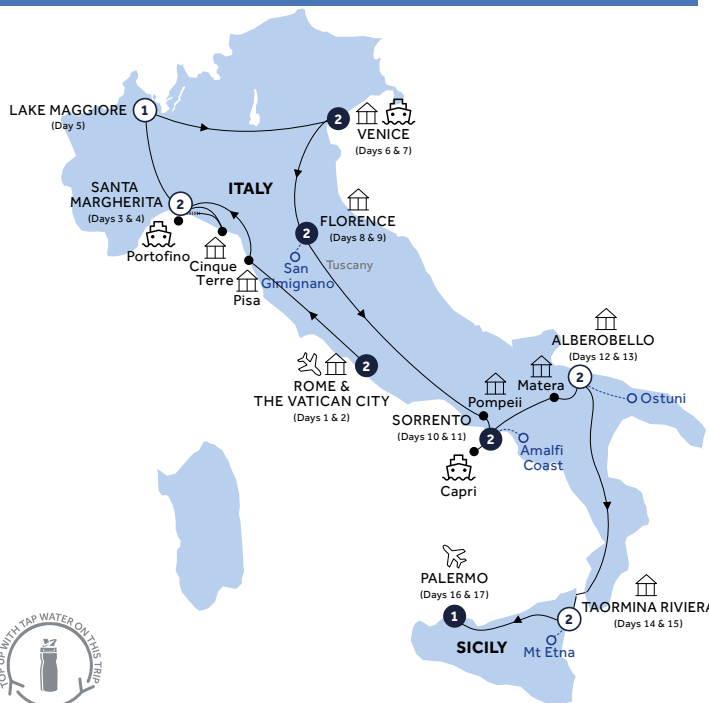 LAKE MAGGIORE
(Day 5)
1
2
VENICE
(Days 6 & 7)
SANTA
MARGHERITA
(Days 3 & 4)
2
ITALY
Portofino
Cinque
Terre
Pisa
FLORENCE
(Days 8 & 9)
2
San
Gimignano
Tuscany
2
ROME &
THE VATICAN CITY
(Days 1 & 2)
ALBEROBELLO
(Days 12 & 13)
2
Matera
Ostuni
Pompeii
SORRENTO
(Days 10 & 11)
2
Amalfi
Coast
Capri
PALERMO
(Days 16 & 17)
1
TAORMINA RIVIERA
(Days 14 & 15)
2
SICILY
Mt Etna
TOP UP WITH TAP WATER ON THIS TRIP